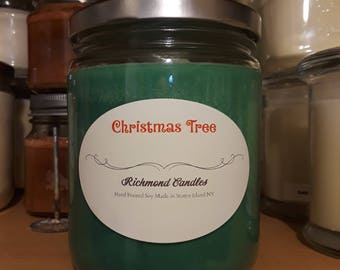 Christmas Tree
Richmond Candles
Hand Poured Soy Made in Staten Island NY